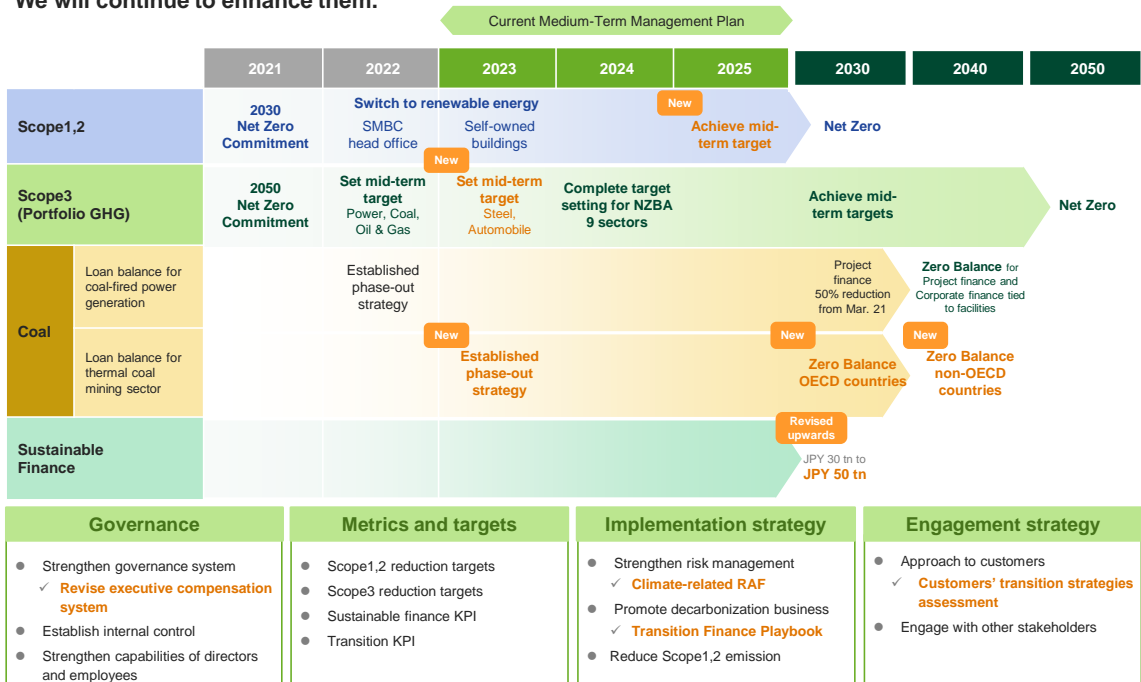 We will continue to enhance them.
Current Medium-Term Management Plan
2021
2022
2023
2024
2025
2030
2040
2050
Scope1,2
2030
Net Zero
Commitment
Switch to renewable energy
SMBC
head office
Self-owned
buildings
New
Achieve mid-
term target
Net Zero
Scope3
(Portfolio GHG)
2050
Net Zero
Commitment
Set mid-term
target
Power, Coal,
Oil & Gas
New
Set mid-term
target
Steel,
Automobile
Complete target
setting for NZBA
9 sectors
Achieve mid-
term targets
Net Zero
Coal
Loan balance for
coal-fired power
generation
Established
phase-out
strategy
Project
finance
50% reduction
from Mar. 21
Zero Balance for
Project finance and
Corporate finance tied
to facilities
Loan balance for
thermal coal
mining sector
New
Established
phase-out
strategy
New
Zero Balance
OECD countries
New
Zero Balance
non-OECD
countries
Sustainable
Finance
Revised
upwards
JPY 30 tn to
JPY 50 tn
Governance
● Strengthen governance system
✓ Revise executive compensation
system
● Establish internal control
● Strengthen capabilities of directors
and employees
Metrics and targets
● Scope1,2 reduction targets
● Scope3 reduction targets
● Sustainable finance KPI
● Transition KPI
Implementation strategy
● Strengthen risk management
✓ Climate-related RAF
● Promote decarbonization business
✓ Transition Finance Playbook
● Reduce Scope1,2 emission
Engagement strategy
● Approach to customers
✓ Customers' transition strategies
assessment
● Engage with other stakeholders